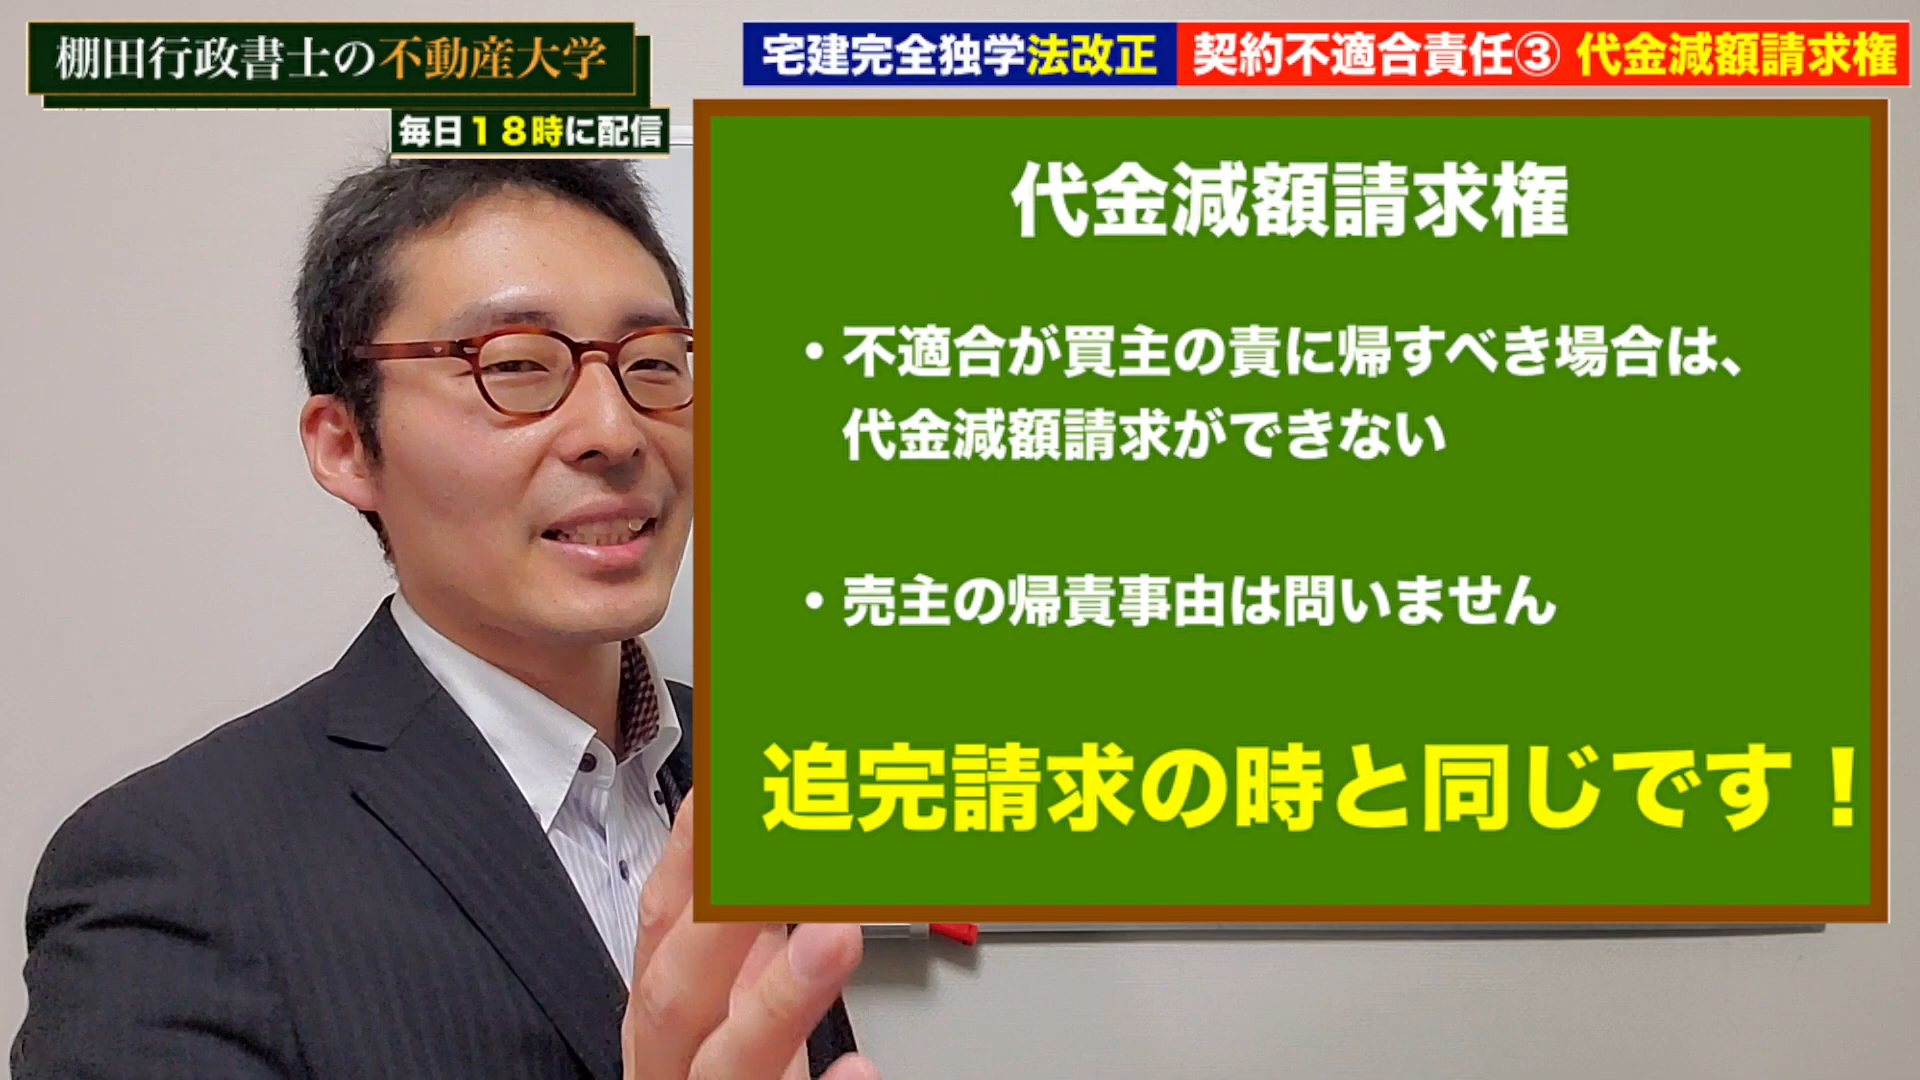 棚田行政書士の不動産大学
毎日18時に配信
宅建完全独学法改正 契約不適合責任③ 代金減額請求権
代金減額請求権
・不適合が買主の責に帰すべき場合は、
代金減額請求ができない
・売主の帰責事由は問いません
追完請求の時と同じです！